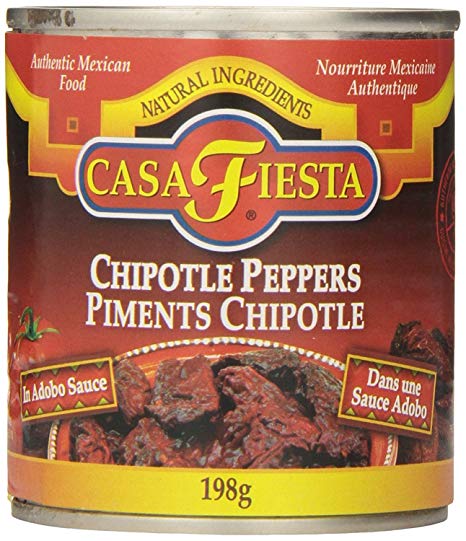 Authentic Mexican
Food
Nourriture Mexicaine
Authentique
NATURAL INGREDIENTS
CASA FIESTA
®
CHIPOTLE PEPPERS
PIMENTS CHIPOTLE
In Adobo Sauce
Dans une
Sauce Adobo
198g